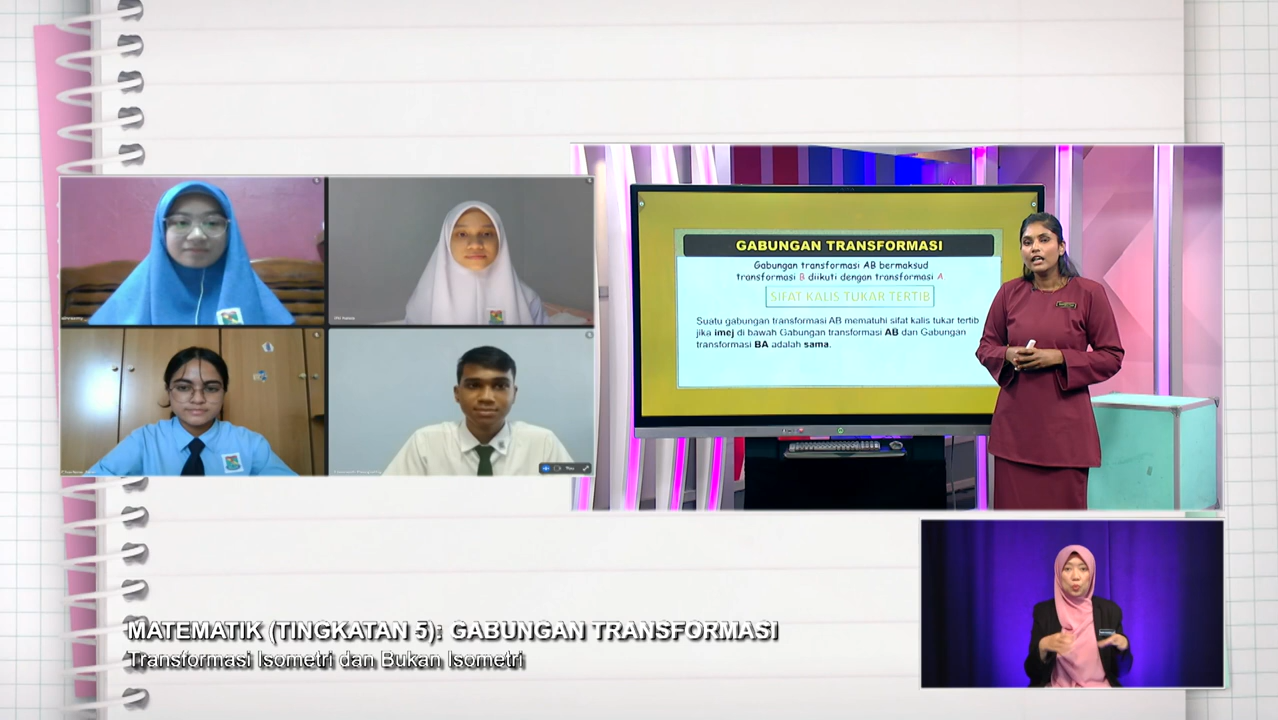 GABUNGAN TRANSFORMASI
Gabungan transformasi AB bermaksud
transformasi B diikuti dengan transformasi A.
SIFAT KALIS TUKAR TERTIB
Suatu gabungan transformasi AB mematuhi sifat kalis tukar tertib
jika imej di bawah Gabungan transformasi AB dan Gabungan
transformasi BA adalah sama.
MATEMATIK (TINGKATAN 5): GABUNGAN TRANSFORMASI
Transformasi Isometri dan Bukan Isometri